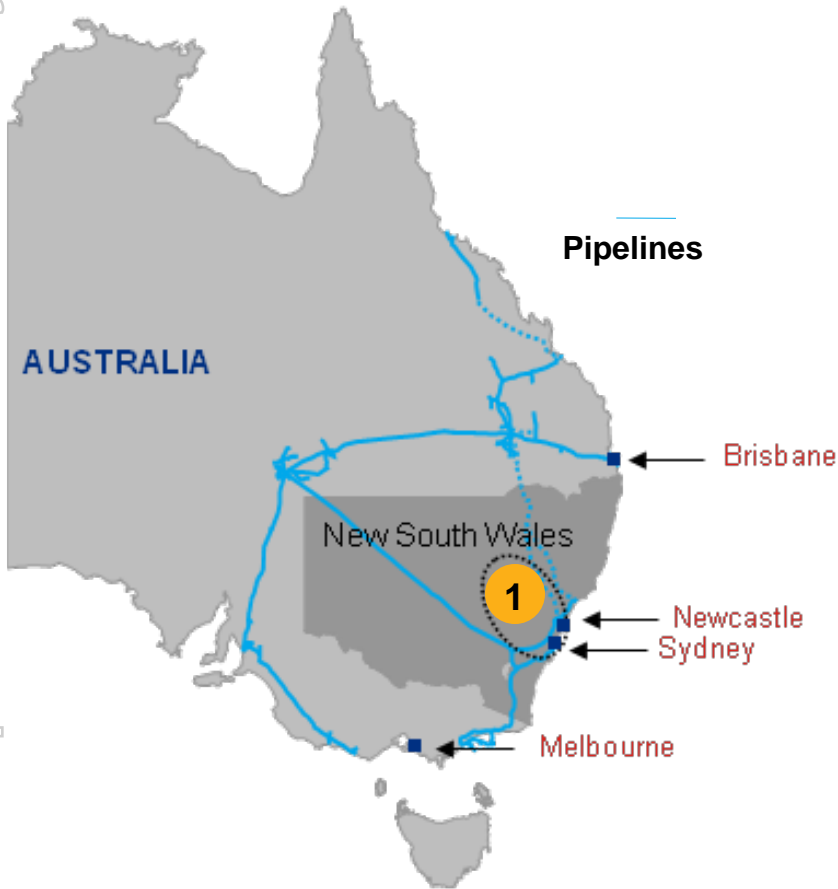 Pipelines
AUSTRALIA
Brisbane
New South Wales
1
Newcastle
Sydney
Melbourne